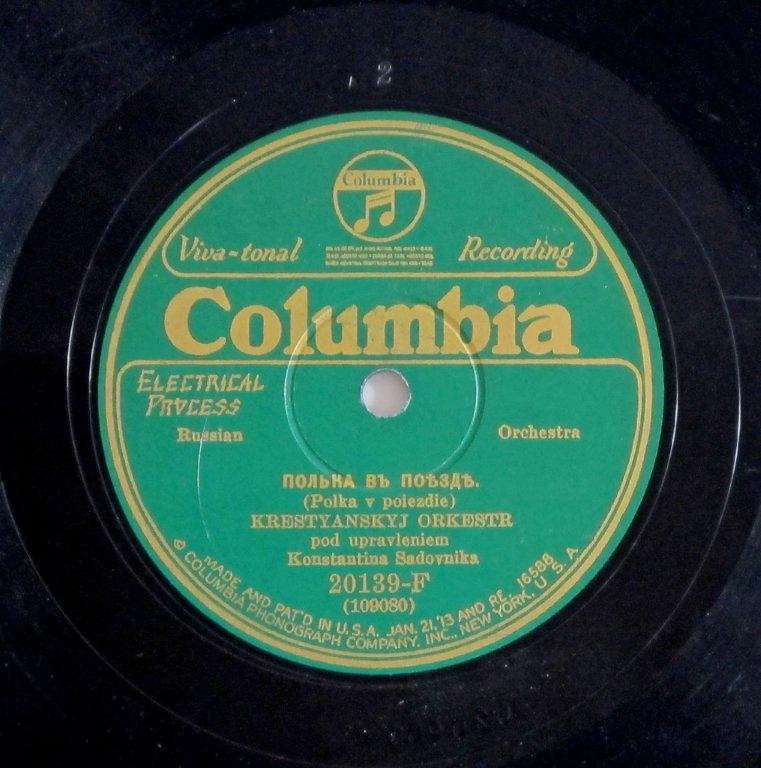 2
Columbia
Viva-tonal Recording
Columbia
ELECTRICAL
PROCESS
Russian Orchestra
ПОЛЬКА ВЪ ПОѢЗДѢ.
(Polka v poiezdie)
KRESTYANSKYJ ORKESTR
pod upravleniem
Konstantina Sadovnika
20139-F
(109080)
MADE AND PAT'D IN U.S.A. JAN. 21, '13 AND RE. 16588
© COLUMBIA PHONOGRAPH COMPANY, INC., NEW YORK, U.S.A